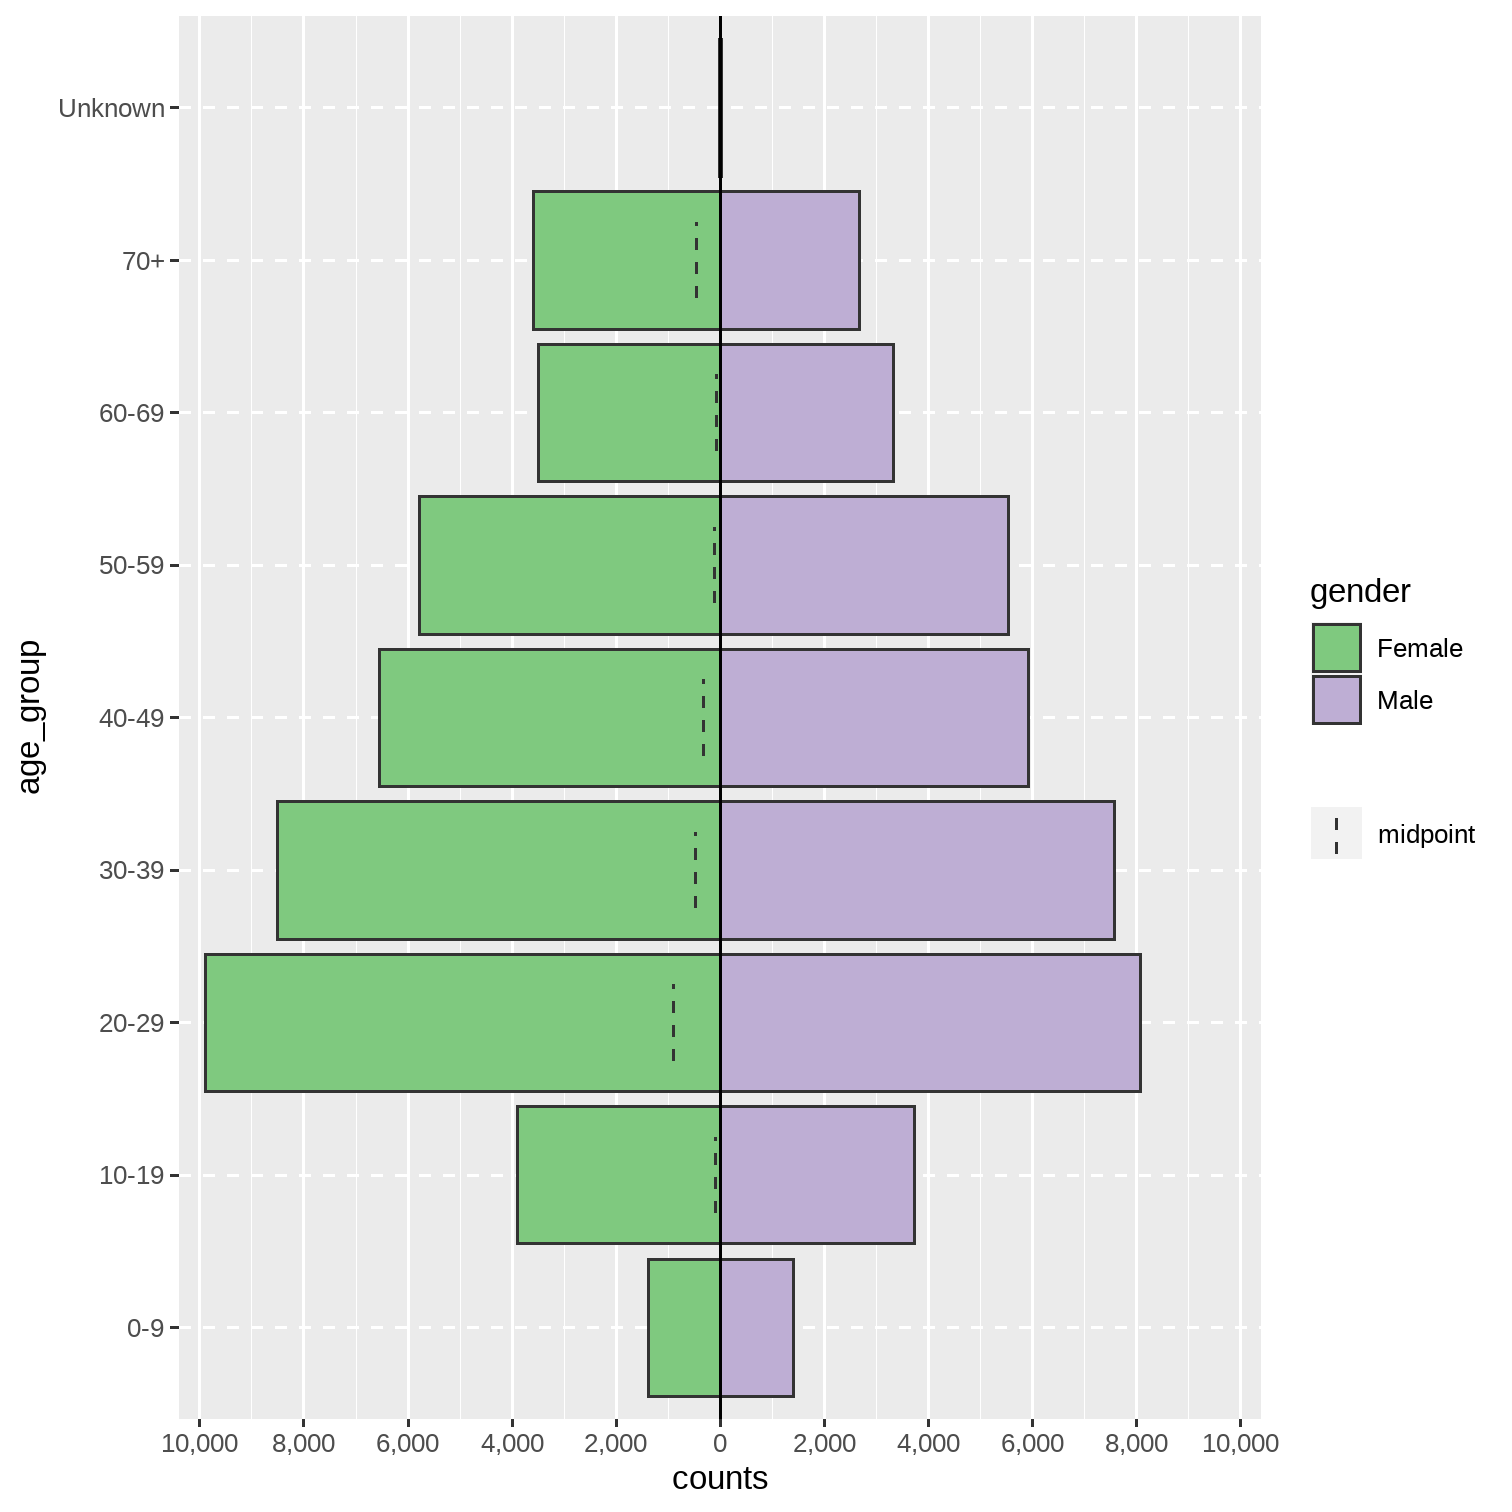 Unknown
70+
60-69
50-59
40-49
30-39
20-29
10-19
0-9
age_group
10,000 8,000 6,000 4,000 2,000 0 2,000 4,000 6,000 8,000 10,000
counts
gender
Female
Male
midpoint